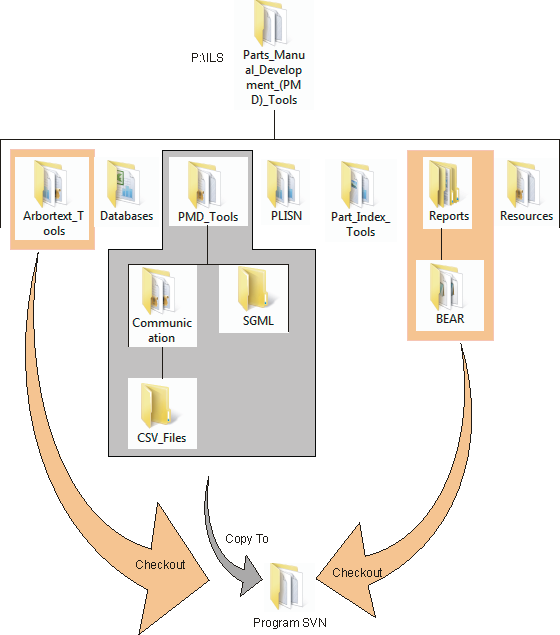 P:\ILS
Parts_Manu
al_Develop
ment_(PM
D)_Tools
Arbortext_T
ools
Databases
PMD_Tools
PLISN
Part_Index_
Tools
Reports
Resources
Communic
ation
SGML
BEAR
CSV_Files
Copy To
Checkout
Checkout
Program SVN